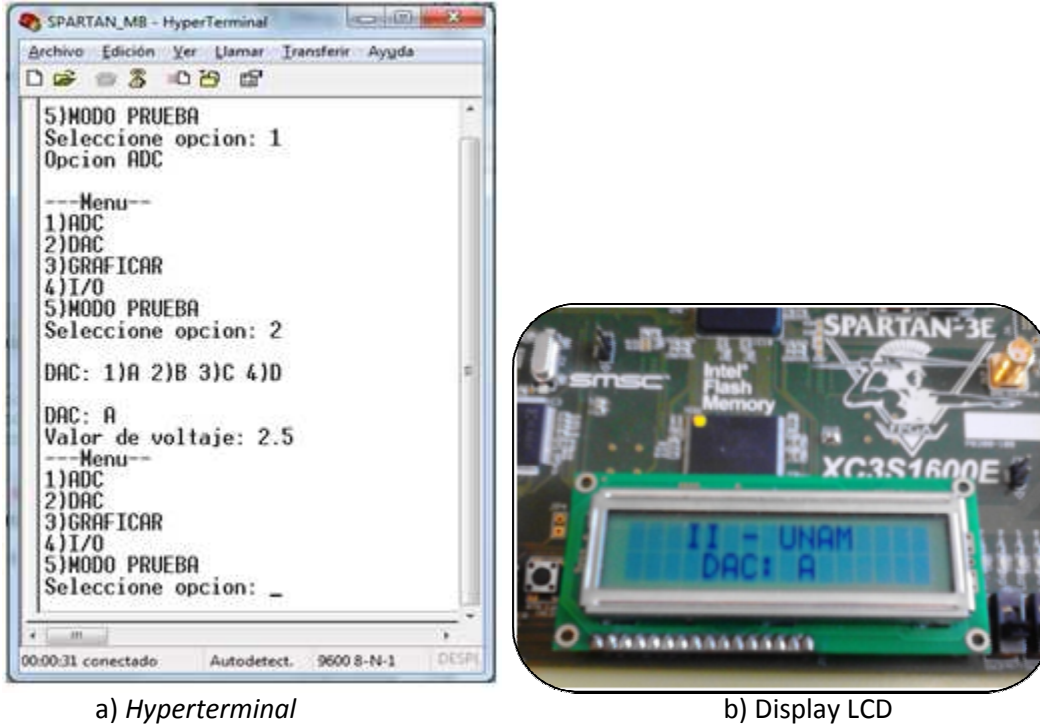 SPARTAN_MB - HyperTerminal
Archivo Edición Ver Llamar Transferir Ayuda
5)MODO PRUEBA
Seleccione opcion: 1
Opcion ADC
---Menu--
1)ADC
2)DAC
3)GRAFICAR
4)I/O
5)MODO PRUEBA
Seleccione opcion: 2
DAC: 1)A 2)B 3)C 4)D
DAC: A
Valor de voltaje: 2.5
---Menu--
1)ADC
2)DAC
3)GRAFICAR
4)I/O
5)MODO PRUEBA
Seleccione opcion: _
00:00:31 conectado Autodetect. 9600 8-N-1
a) Hyperterminal
SPARTAN-3E
smsc
Intel®
Flash
Memory
XC3S1600E
II - UNAM
DAC: A
b) Display LCD